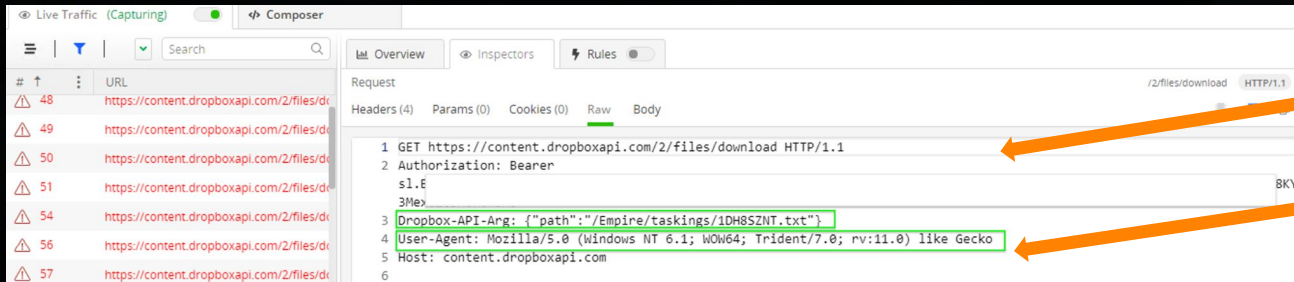 Live Traffic (Capturing)
Composer
Search
Overview
Inspectors
Rules
# ↑
URL
Request
/2/files/download
HTTP/1.1
Headers (4)
Params (0)
Cookies (0)
Raw
Body
48 https://content.dropboxapi.com/2/files/do
49 https://content.dropboxapi.com/2/files/do
50 https://content.dropboxapi.com/2/files/do
51 https://content.dropboxapi.com/2/files/do
54 https://content.dropboxapi.com/2/files/do
56 https://content.dropboxapi.com/2/files/do
57 https://content.dropboxapi.com/2/files/do
1 GET https://content.dropboxapi.com/2/files/download HTTP/1.1
2 Authorization: Bearer
3 Dropbox-API-Arg: {"path":"/Empire/taskings/1DH8SZNT.txt"}
4 User-Agent: Mozilla/5.0 (Windows NT 6.1; WOW64; Trident/7.0; rv:11.0) like Gecko
5 Host: content.dropboxapi.com
6